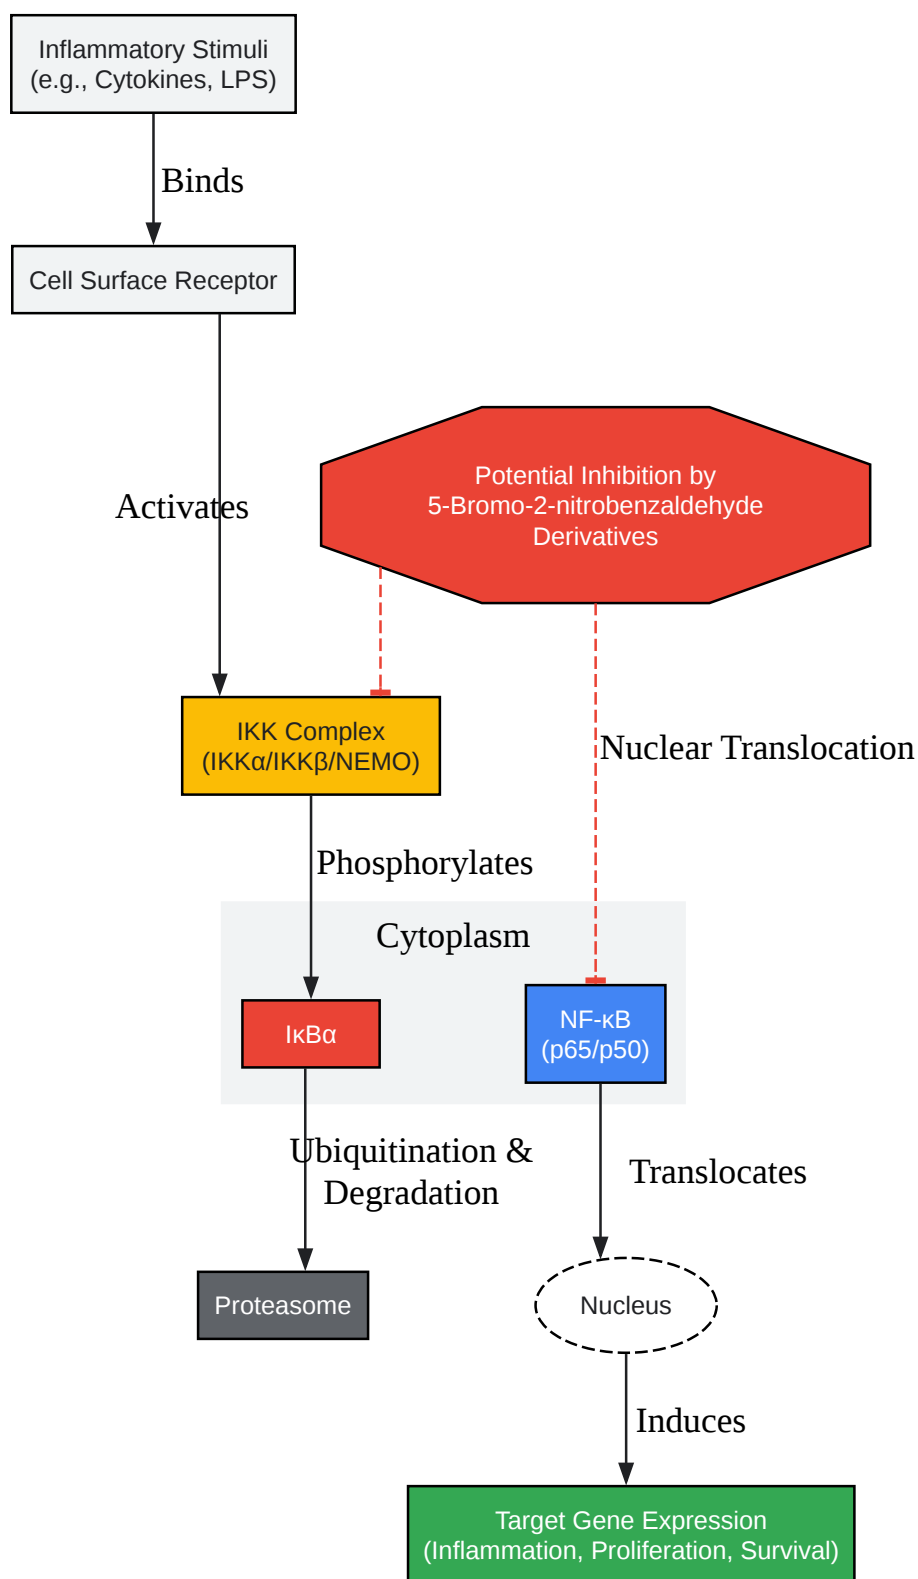 Inflammatory Stimuli
(e.g., Cytokines, LPS)
Binds
Cell Surface Receptor
Activates
Potential Inhibition by
5-Bromo-2-nitrobenzaldehyde
Derivatives
IKK Complex
(IKKα/IKKβ/NEMO)
Nuclear Translocation
Phosphorylates
Cytoplasm
IκBα
NF-κB
(p65/p50)
Ubiquitination &
Degradation
Translocates
Proteasome
Nucleus
Induces
Target Gene Expression
(Inflammation, Proliferation, Survival)